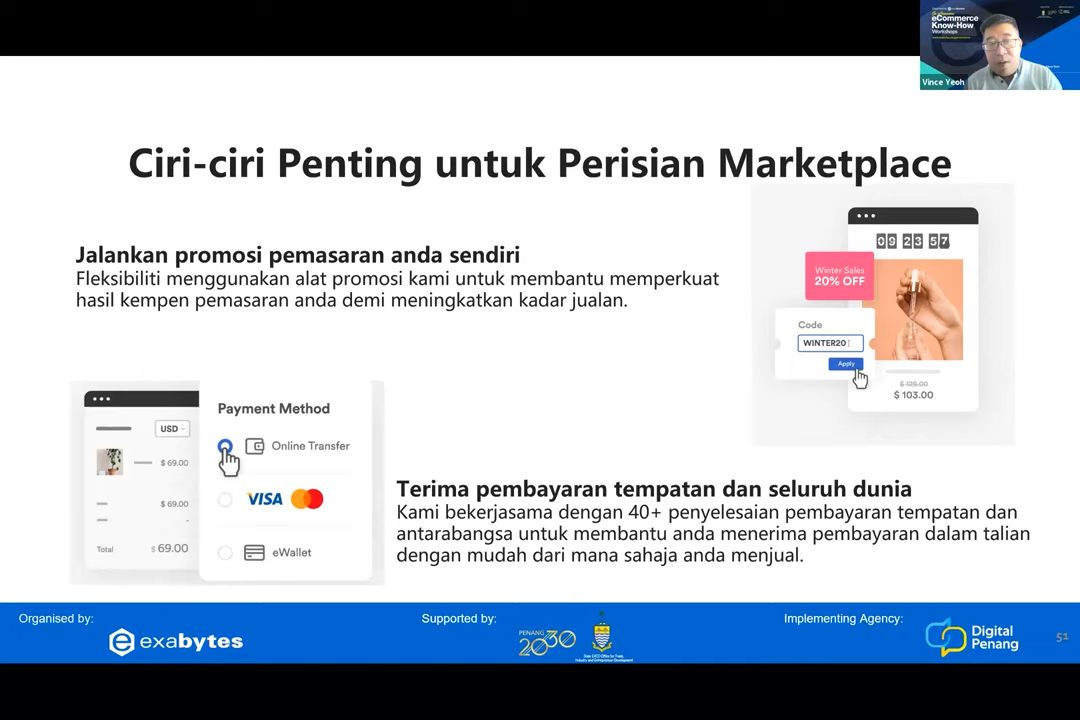 eCommerce
Know-How
Workshops
Vince Yeoh
Ciri-ciri Penting untuk Perisian Marketplace
Jalankan promosi pemasaran anda sendiri
Fleksibiliti menggunakan alat promosi kami untuk membantu memperkuat
hasil kempen pemasaran anda demi meningkatkan kadar jualan.
09 23 57
Winter Sales
20% OFF
Code
WINTER20
Apply
$ 129.00
$ 103.00
USD
$ 69.00
$ 69.00
-
Total $ 69.00
Payment Method
Online Transfer
VISA
eWallet
Terima pembayaran tempatan dan seluruh dunia
Kami bekerjasama dengan 40+ penyelesaian pembayaran tempatan dan
antarabangsa untuk membantu anda menerima pembayaran dalam talian
dengan mudah dari mana sahaja anda menjual.
Organised by:
exabytes
Supported by:
PENANG
2030
Implementing Agency:
Digital
Penang
51